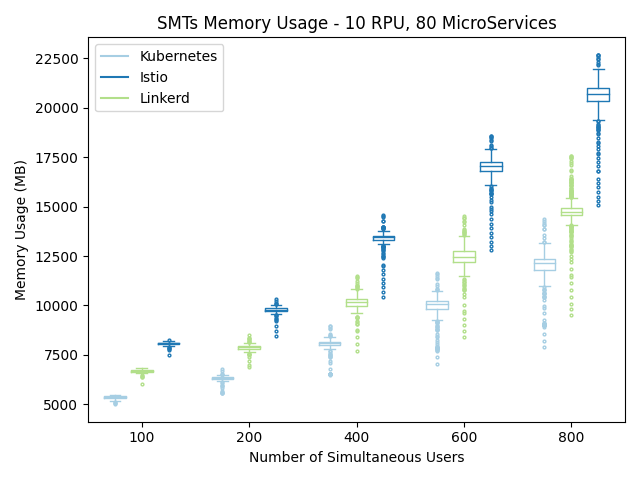 SMTs Memory Usage - 10 RPU, 80 MicroServices
Kubernetes
Istio
Linkerd
Memory Usage (MB)
22500
20000
17500
15000
12500
10000
7500
5000
100 200 400 600 800
Number of Simultaneous Users